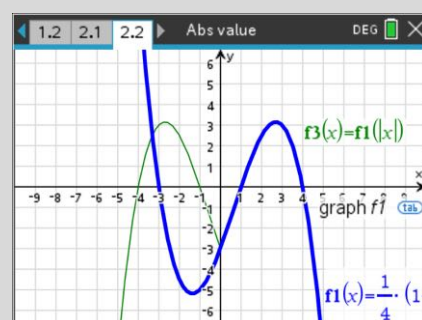 1.2 2.1 2.2 Abs value DEG
y
6
5
4
3
2
1
f3(x)=f1(|x|)
x
-9 -8 -7 -6 -5 -4 -3 -2 -1 1 2 3 4
graph f1 tab
-1
-2
-3
-4
-5
-6
f1(x)=1/4·(1